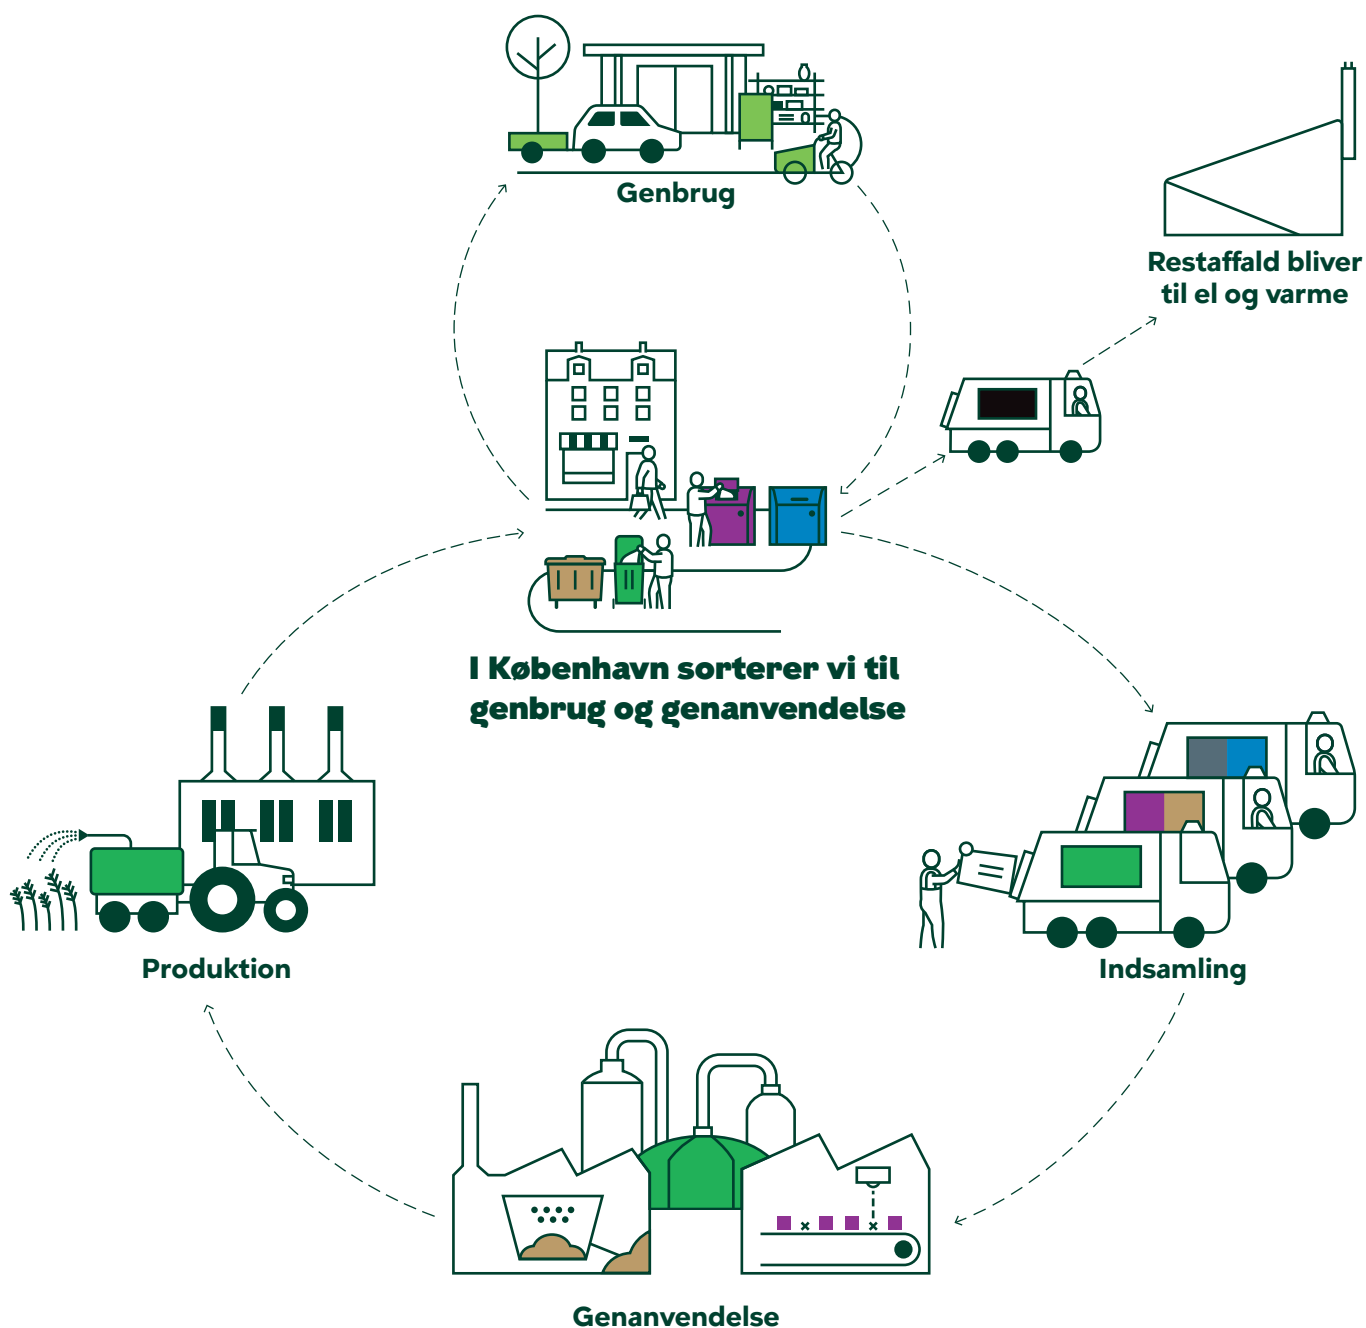 Genbrug
Restaffald bliver
til el og varme
I København sorterer vi til
genbrug og genanvendelse
Produktion
Indsamling
Genanvendelse